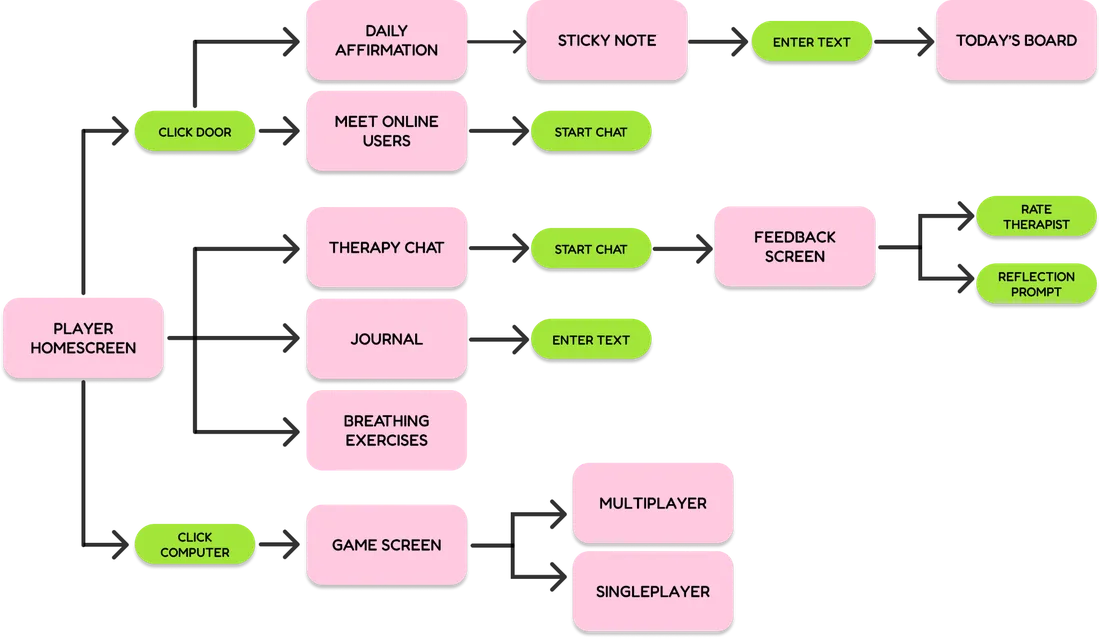 DAILY
AFFIRMATION
STICKY NOTE
ENTER TEXT
TODAY'S BOARD
CLICK DOOR
MEET ONLINE
USERS
START CHAT
THERAPY CHAT
START CHAT
FEEDBACK
SCREEN
RATE
THERAPIST
REFLECTION
PROMPT
PLAYER
HOMESCREEN
JOURNAL
ENTER TEXT
BREATHING
EXERCISES
CLICK
COMPUTER
GAME SCREEN
MULTIPLAYER
SINGLEPLAYER